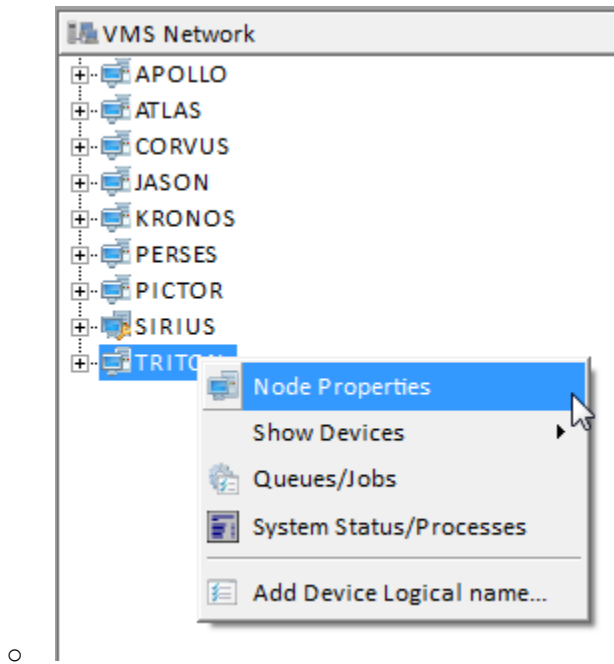 VMS Network
APOLLO
ATLAS
CORVUS
JASON
KRONOS
PERSES
PICTOR
SIRIUS
Node Properties
Show Devices
Queues/Jobs
System Status/Processes
Add Device Logical name...